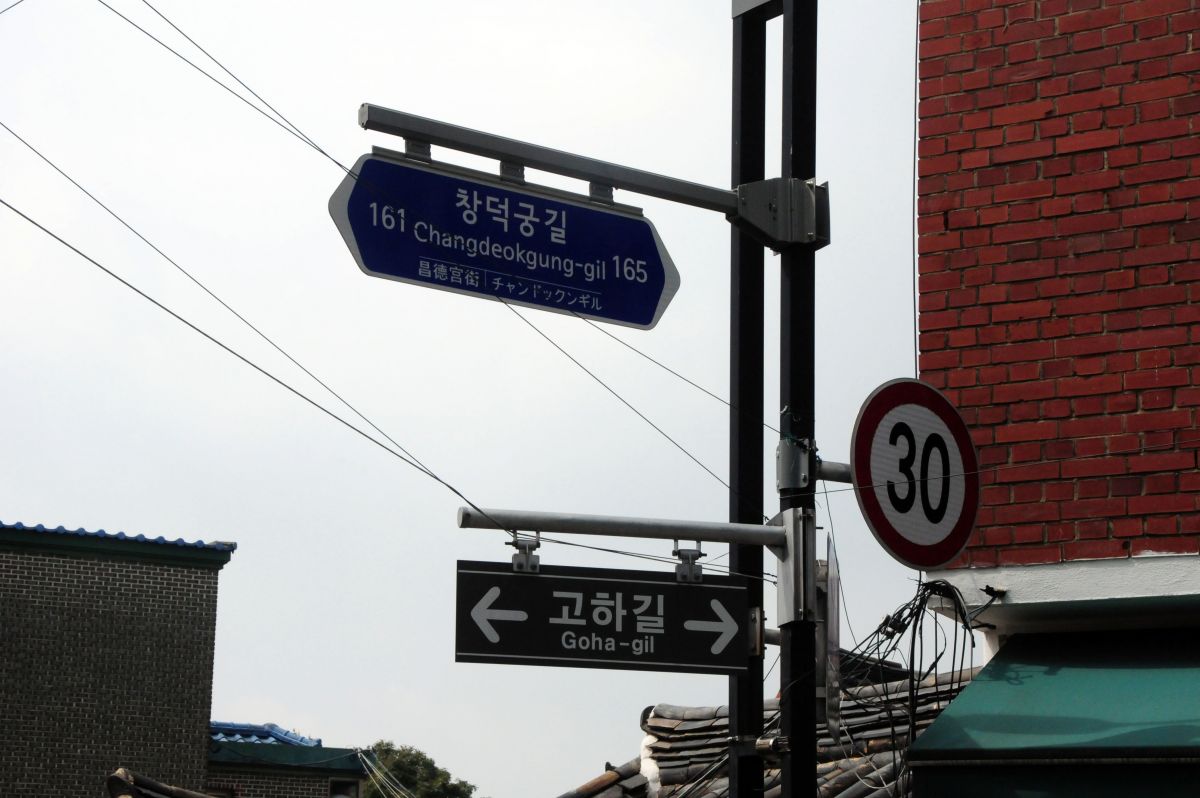 창덕궁길
161 Changdeokgung-gil 165
昌德宮街 | チャンドックンギル
30
고하길
Goha-gil